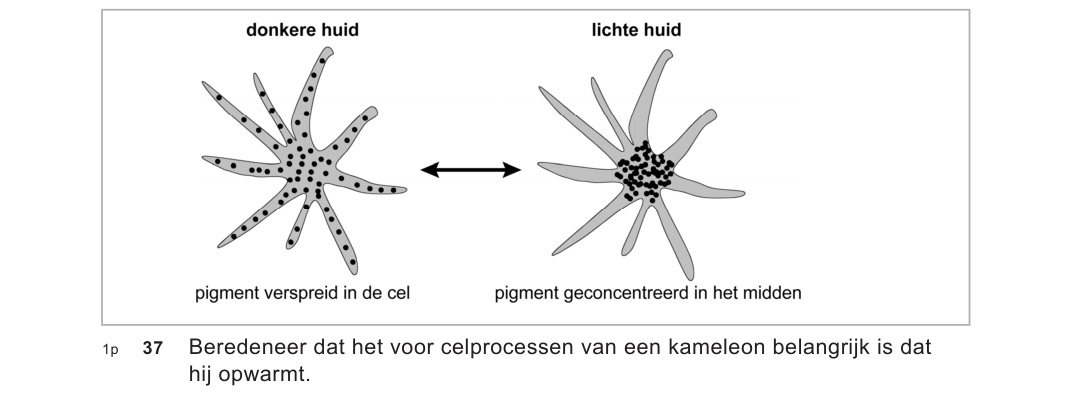 donkere huid
lichte huid
pigment verspreid in de cel
pigment geconcentreerd in het midden
1p 37 Beredeneer dat het voor celprocessen van een kameleon belangrijk is dat
hij opwarmt.